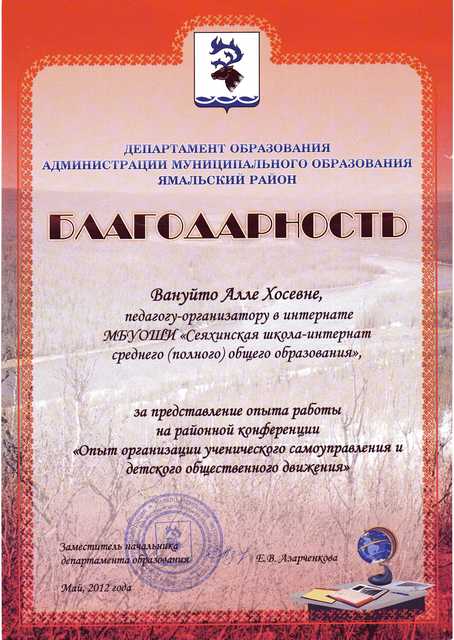 ДЕПАРТАМЕНТ ОБРАЗОВАНИЯ
АДМИНИСТРАЦИИ МУНИЦИПАЛЬНОГО ОБРАЗОВАНИЯ
ЯМАЛЬСКИЙ РАЙОН
БЛАГОДАРНОСТЬ
Вануйто Алле Хосевне,
педагогу-организатору в интернате
МБУОШИ «Сеяхинская школа-интернат
среднего (полного) общего образования»,
за представление опыта работы
на районной конференции
«Опыт организации ученического самоуправления и
детского общественного движения»
Заместитель начальника
департамента образования
Е.В. Азарченкова
Май, 2012 года